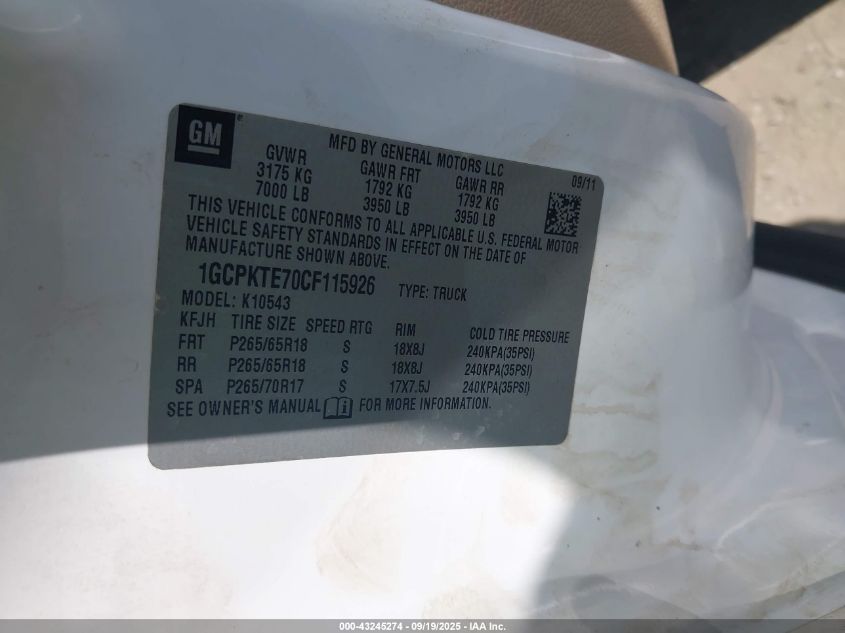 GM
MFD BY GENERAL MOTORS LLC
09/11
GVWR GAWR FRT GAWR RR
3175 KG 1792 KG 1792 KG
7000 LB 3950 LB 3950 LB
THIS VEHICLE CONFORMS TO ALL APPLICABLE U.S. FEDERAL MOTOR
VEHICLE SAFETY STANDARDS IN EFFECT ON THE DATE OF
MANUFACTURE SHOWN ABOVE.
1GCPKTE70CF115926 TYPE: TRUCK
MODEL: K10543
KFJH TIRE SIZE SPEED RTG RIM COLD TIRE PRESSURE
FRT P265/65R18 S 18X8J 240KPA(35PSI)
RR P265/65R18 S 18X8J 240KPA(35PSI)
SPA P265/70R17 S 17X7.5J 240KPA(35PSI)
SEE OWNER'S MANUAL FOR MORE INFORMATION.
000-43245274 - 09/19/2025 - IAA Inc.